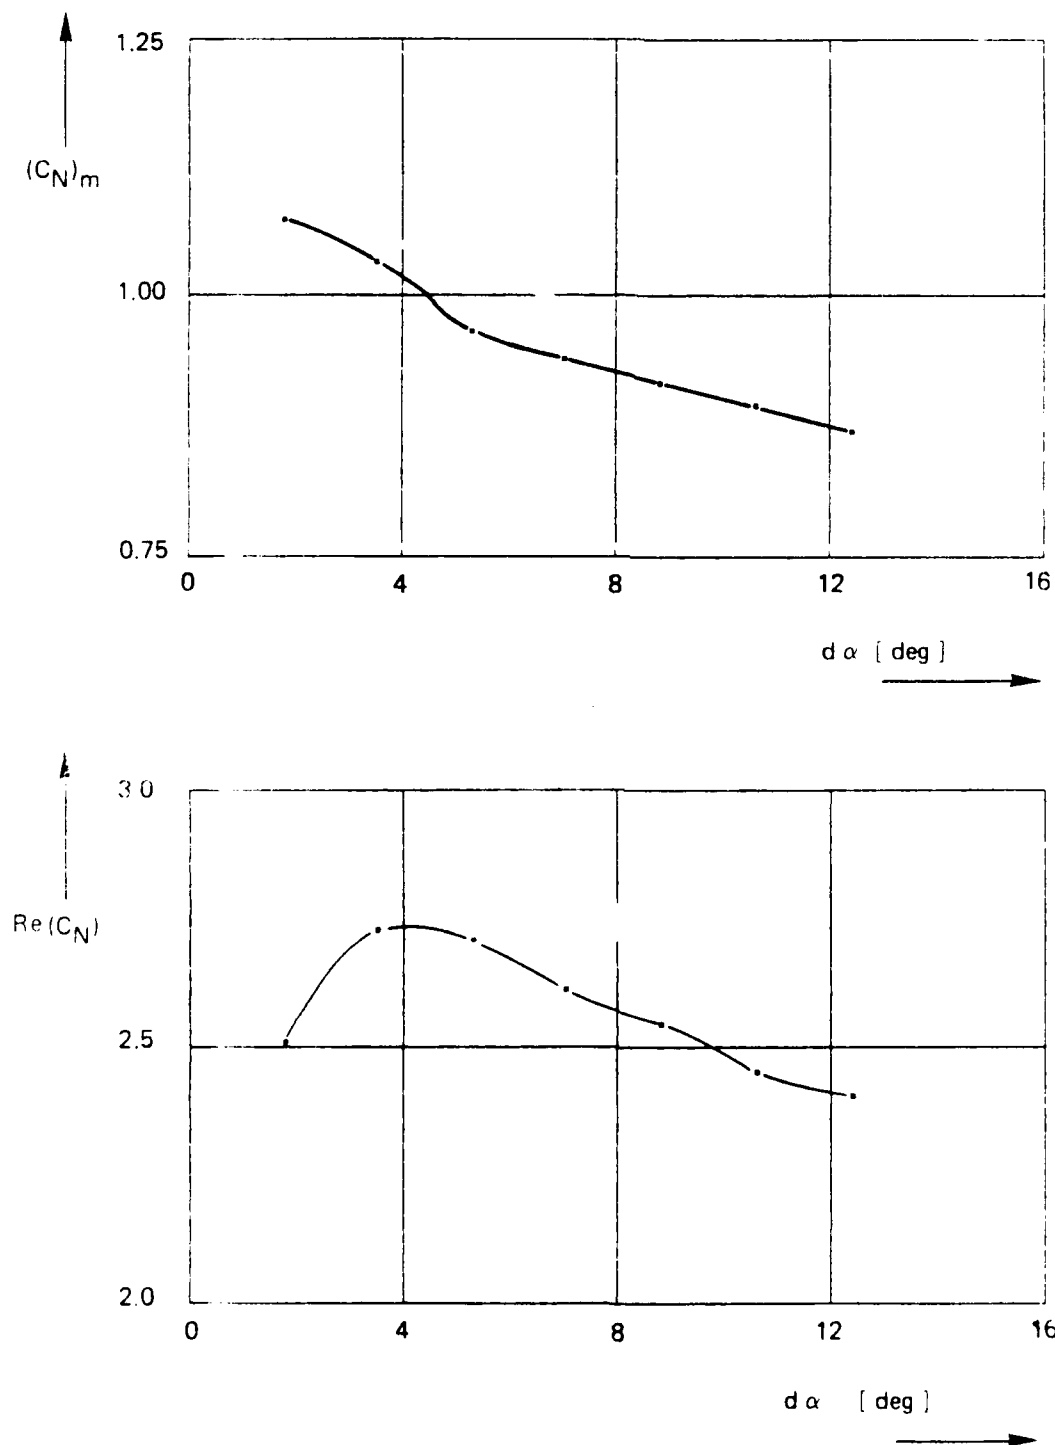 1.25
(C_N)_m
1.00
0.75
0 4 8 12 16
d α [ deg ]
3.0
Re(C_N)
2.5
2.0
0 4 8 12 16
d α [ deg ]